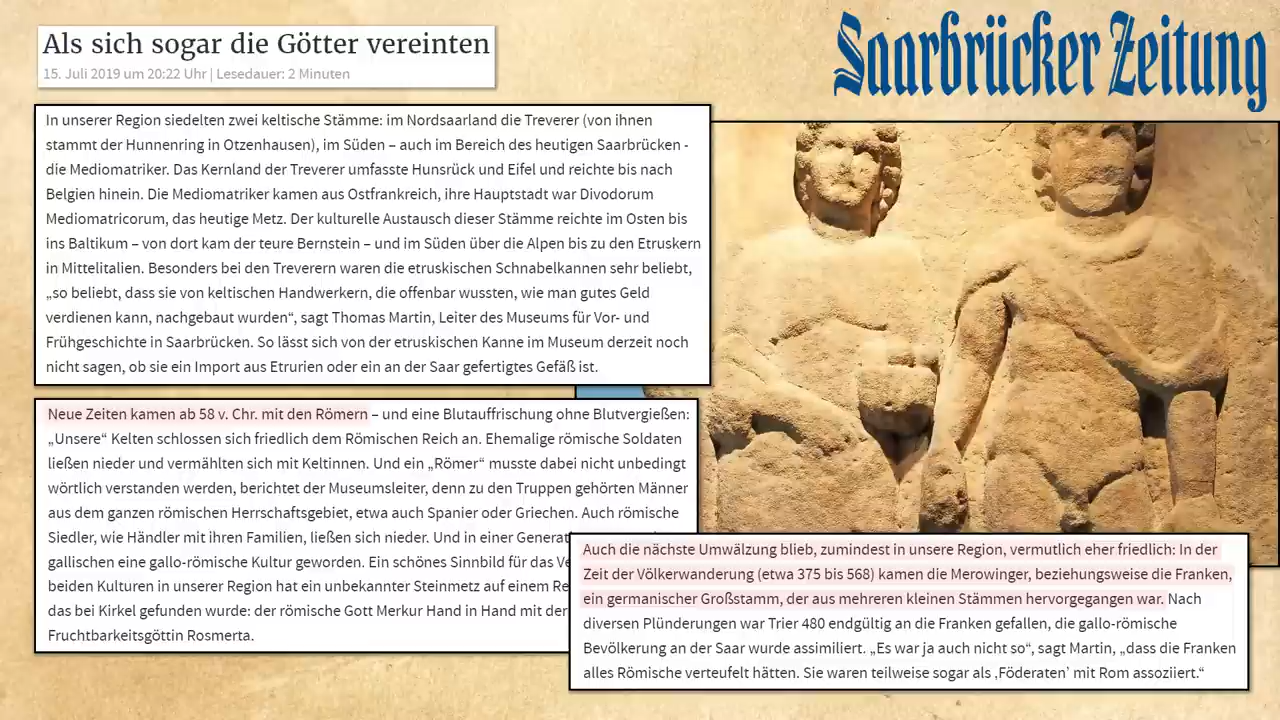 Als sich sogar die Götter vereinten
15. Juli 2019 um 20:22 Uhr | Lesedauer: 2 Minuten
Saarbrücker Zeitung
In unserer Region siedelten zwei keltische Stämme: im Nordsaarland die Treverer (von ihnen
stammt der Hunnenring in Otzenhausen), im Süden – auch im Bereich des heutigen Saarbrücken -
die Mediomatriker. Das Kernland der Treverer umfasste Hunsrück und Eifel und reichte bis nach
Belgien hinein. Die Mediomatriker kamen aus Ostfrankreich, ihre Hauptstadt war Divodorum
Mediomatricorum, das heutige Metz. Der kulturelle Austausch dieser Stämme reichte im Osten bis
ins Baltikum – von dort kam der teure Bernstein – und im Süden über die Alpen bis zu den Etruskern
in Mittelitalien. Besonders bei den Treverern waren die etruskischen Schnabelkannen sehr beliebt,
„so beliebt, dass sie von keltischen Handwerkern, die offenbar wussten, wie man gutes Geld
verdienen kann, nachgebaut wurden“, sagt Thomas Martin, Leiter des Museums für Vor- und
Frühgeschichte in Saarbrücken. So lässt sich von der etruskischen Kanne im Museum derzeit noch
nicht sagen, ob sie ein Import aus Etrurien oder ein an der Saar gefertigtes Gefäß ist.
Neue Zeiten kamen ab 58 v. Chr. mit den Römern – und eine Blutauffrischung ohne Blutvergießen:
„Unsere“ Kelten schlossen sich friedlich dem Römischen Reich an. Ehemalige römische Soldaten
ließen nieder und vermählten sich mit Keltinnen. Und ein „Römer“ musste dabei nicht unbedingt
wörtlich verstanden werden, berichtet der Museumsleiter, denn zu den Truppen gehörten Männer
aus dem ganzen römischen Herrschaftsgebiet, etwa auch Spanier oder Griechen. Auch römische
Siedler, wie Händler mit ihren Familien, ließen sich nieder. Und in einer Generat
gallischen eine gallo-römische Kultur geworden. Ein schönes Sinnbild für das Ve
beiden Kulturen in unserer Region hat ein unbekannter Steinmetz auf einem Re
das bei Kirkel gefunden wurde: der römische Gott Merkur Hand in Hand mit der
Fruchtbarkeitsgöttin Rosmerta.
Auch die nächste Umwälzung blieb, zumindest in unsere Region, vermutlich eher friedlich: In der
Zeit der Völkerwanderung (etwa 375 bis 568) kamen die Merowinger, beziehungsweise die Franken,
ein germanischer Großstamm, der aus mehreren kleinen Stämmen hervorgegangen war. Nach
diversen Plünderungen war Trier 480 endgültig an die Franken gefallen, die gallo-römische
Bevölkerung an der Saar wurde assimiliert. „Es war ja auch nicht so“, sagt Martin, „dass die Franken
alles Römische verteufelt hätten. Sie waren teilweise sogar als ‚Föderaten’ mit Rom assoziiert.“